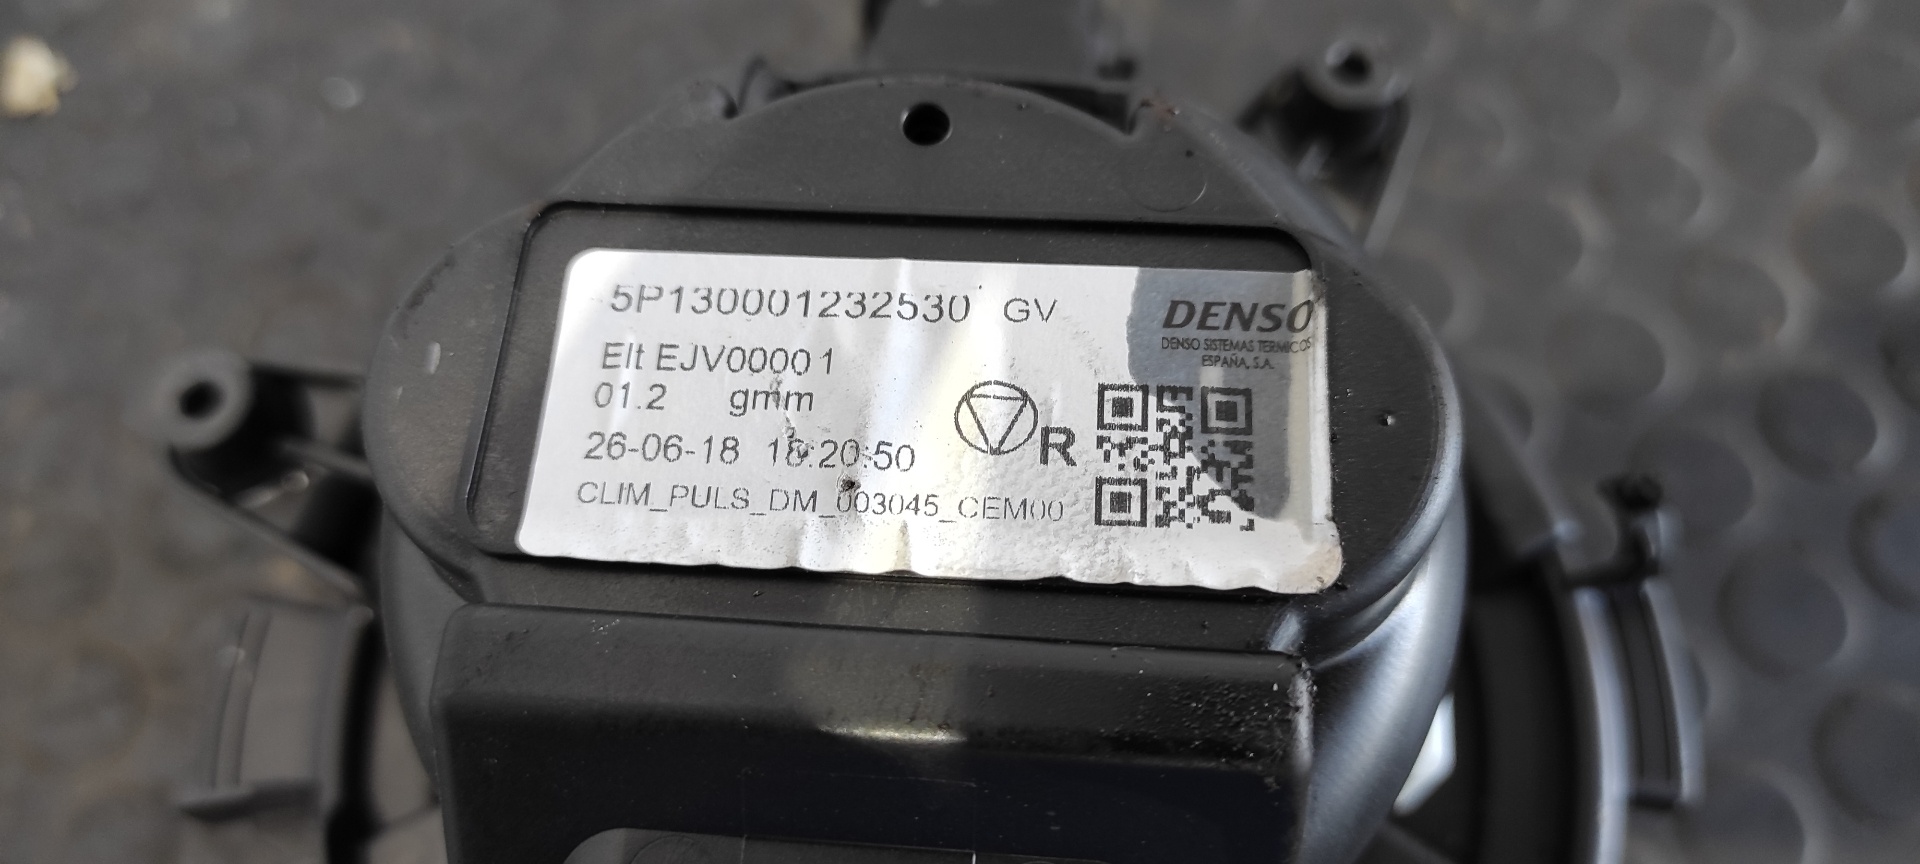 5P130001232530 GV
DENSO
DENSO SISTEMAS TERMICOS
ESPAÑA, S.A.
Elt EJV00001
01.2 gmm
R
26-06-18 18:20:50
CLIM_PULS_DM_003045_CEM00